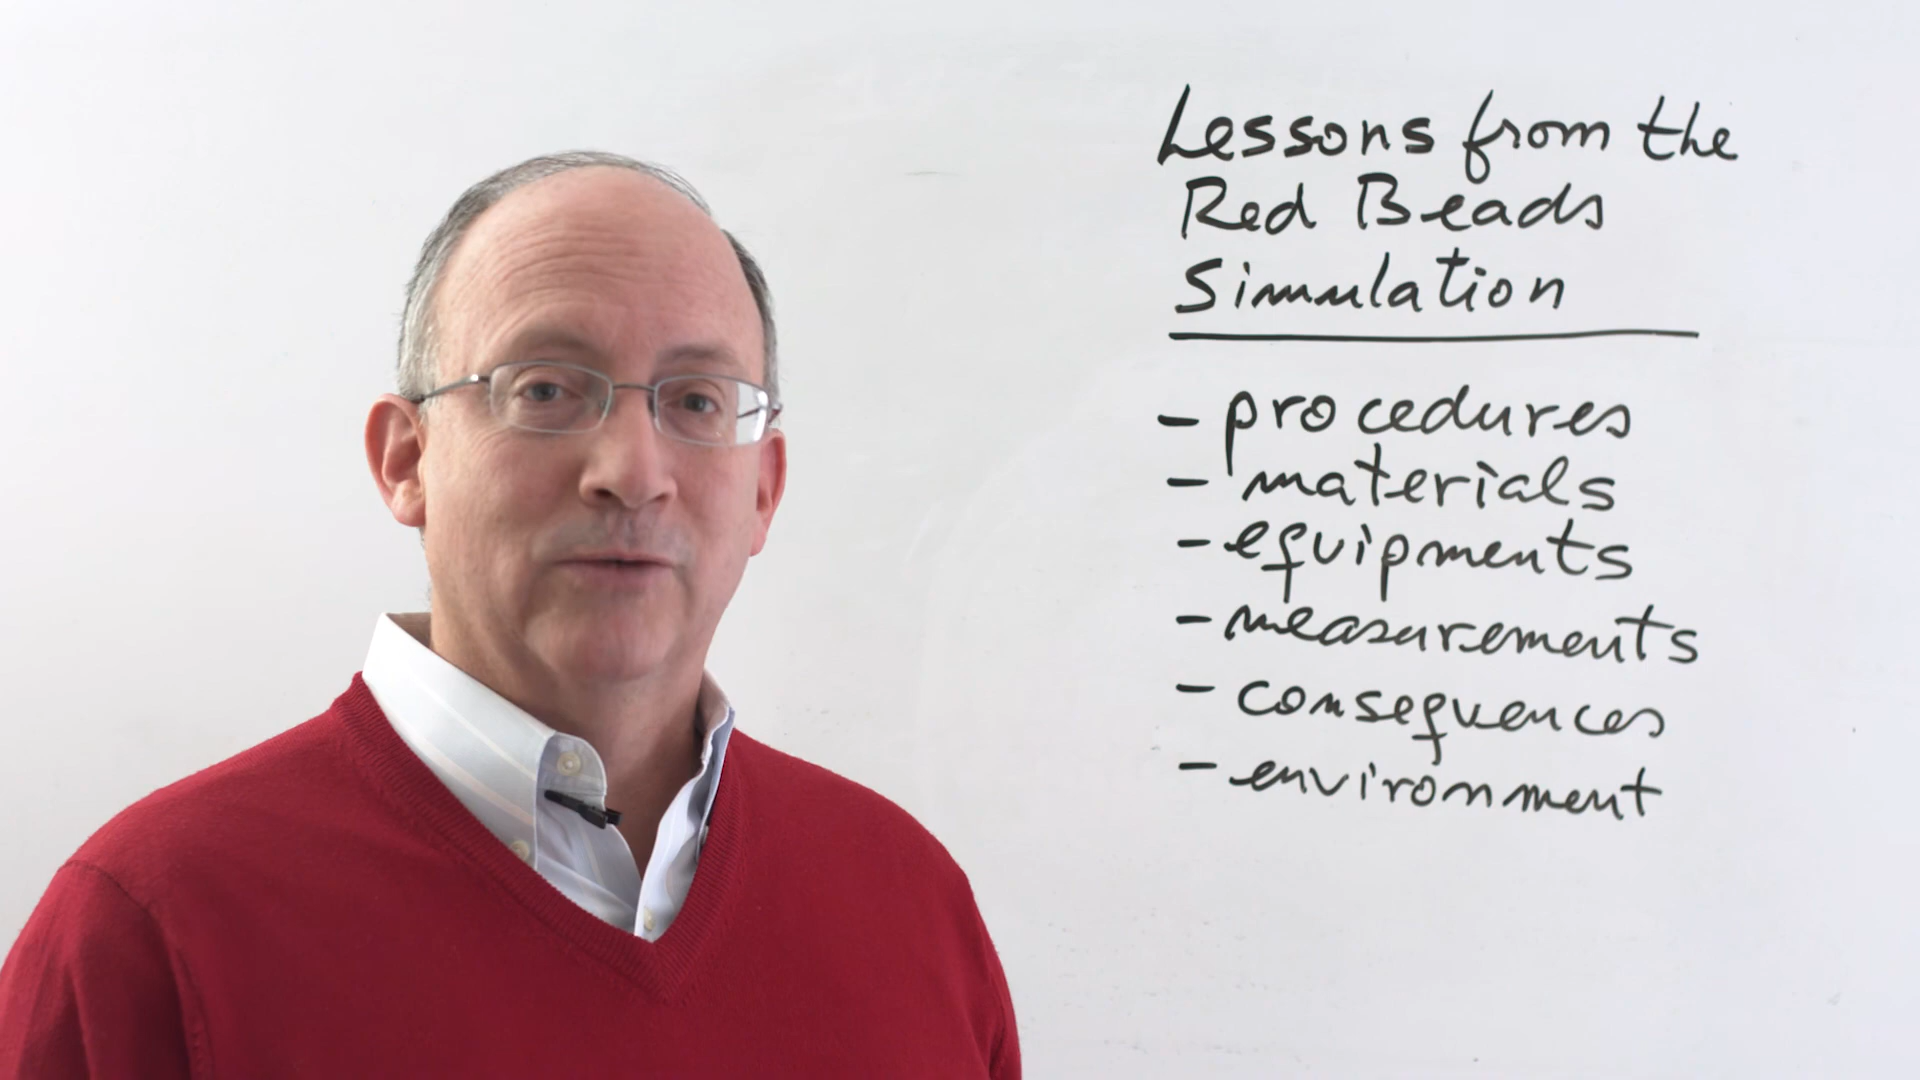 Lessons from the
Red Beads
Simulation
- procedures
- materials
- equipments
- measurements
- consequences
- environment